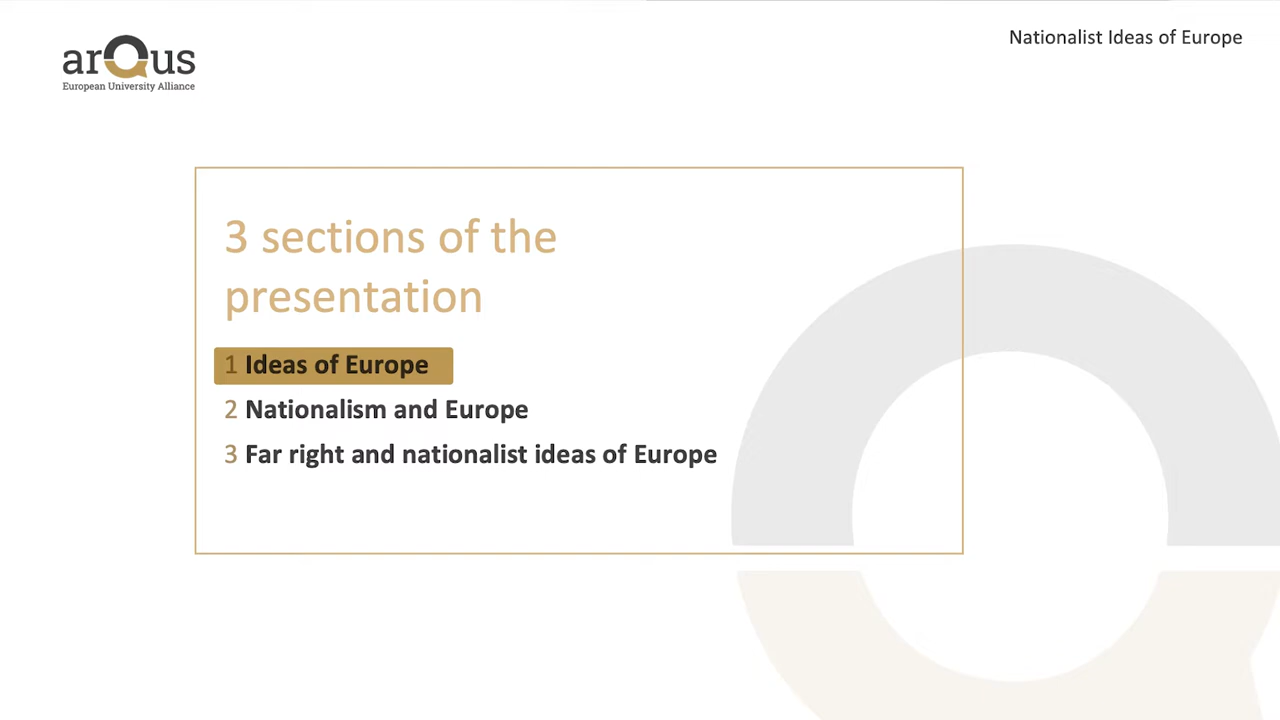 arqus
European University Alliance
Nationalist Ideas of Europe
3 sections of the
presentation
1 Ideas of Europe
2 Nationalism and Europe
3 Far right and nationalist ideas of Europe